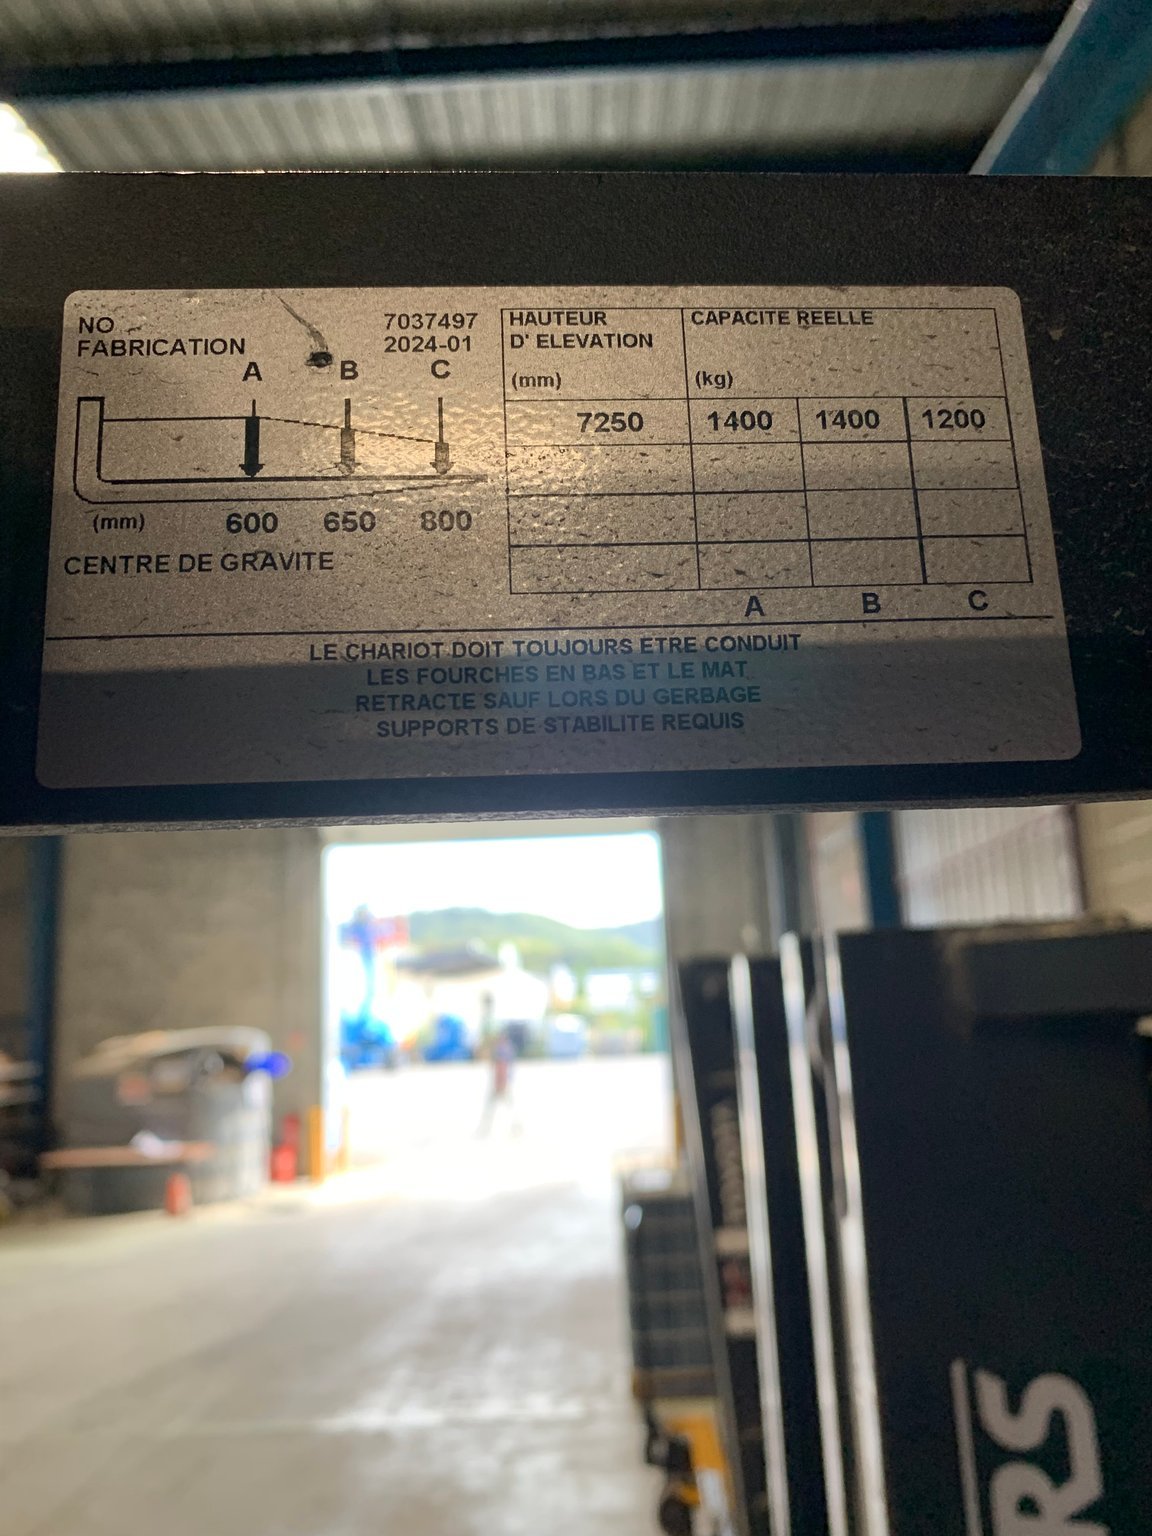 NO
FABRICATION
7037497
2024-01
A B C
(mm) 600 650 800
CENTRE DE GRAVITE
HAUTEUR
D' ELEVATION
(mm)
CAPACITE REELLE
(kg)
7250 1400 1400 1200
A B C
LE CHARIOT DOIT TOUJOURS ETRE CONDUIT
LES FOURCHES EN BAS ET LE MAT
RETRACTE SAUF LORS DU GERBAGE
SUPPORTS DE STABILITE REQUIS
RS